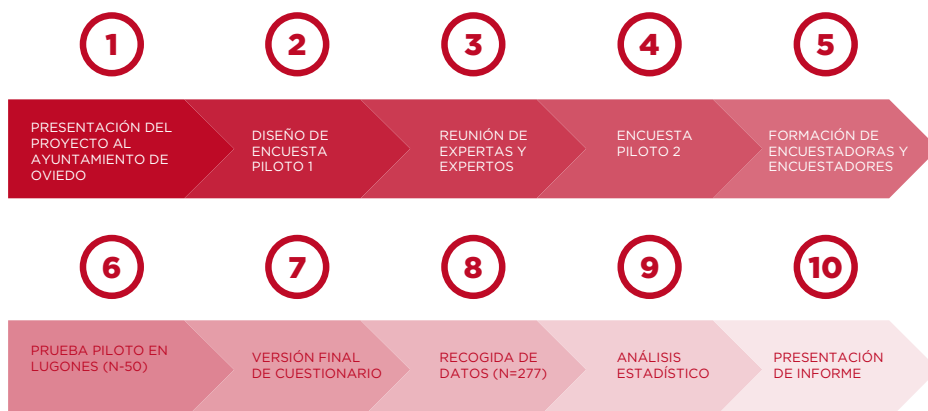 1
2
3
4
5
PRESENTACIÓN DEL
PROYECTO AL
AYUNTAMIENTO DE
OVIEDO
DISEÑO DE
ENCUESTA
PILOTO 1
REUNIÓN DE
EXPERTAS Y
EXPERTOS
ENCUESTA
PILOTO 2
FORMACIÓN DE
ENCUESTADORAS Y
ENCUESTADORES
6
7
8
9
10
PRUEBA PILOTO EN
LUGONES (N-50)
VERSIÓN FINAL
DE CUESTIONARIO
RECOGIDA DE
DATOS (N=277)
ANÁLISIS
ESTADÍSTICO
PRESENTACIÓN
DE INFORME